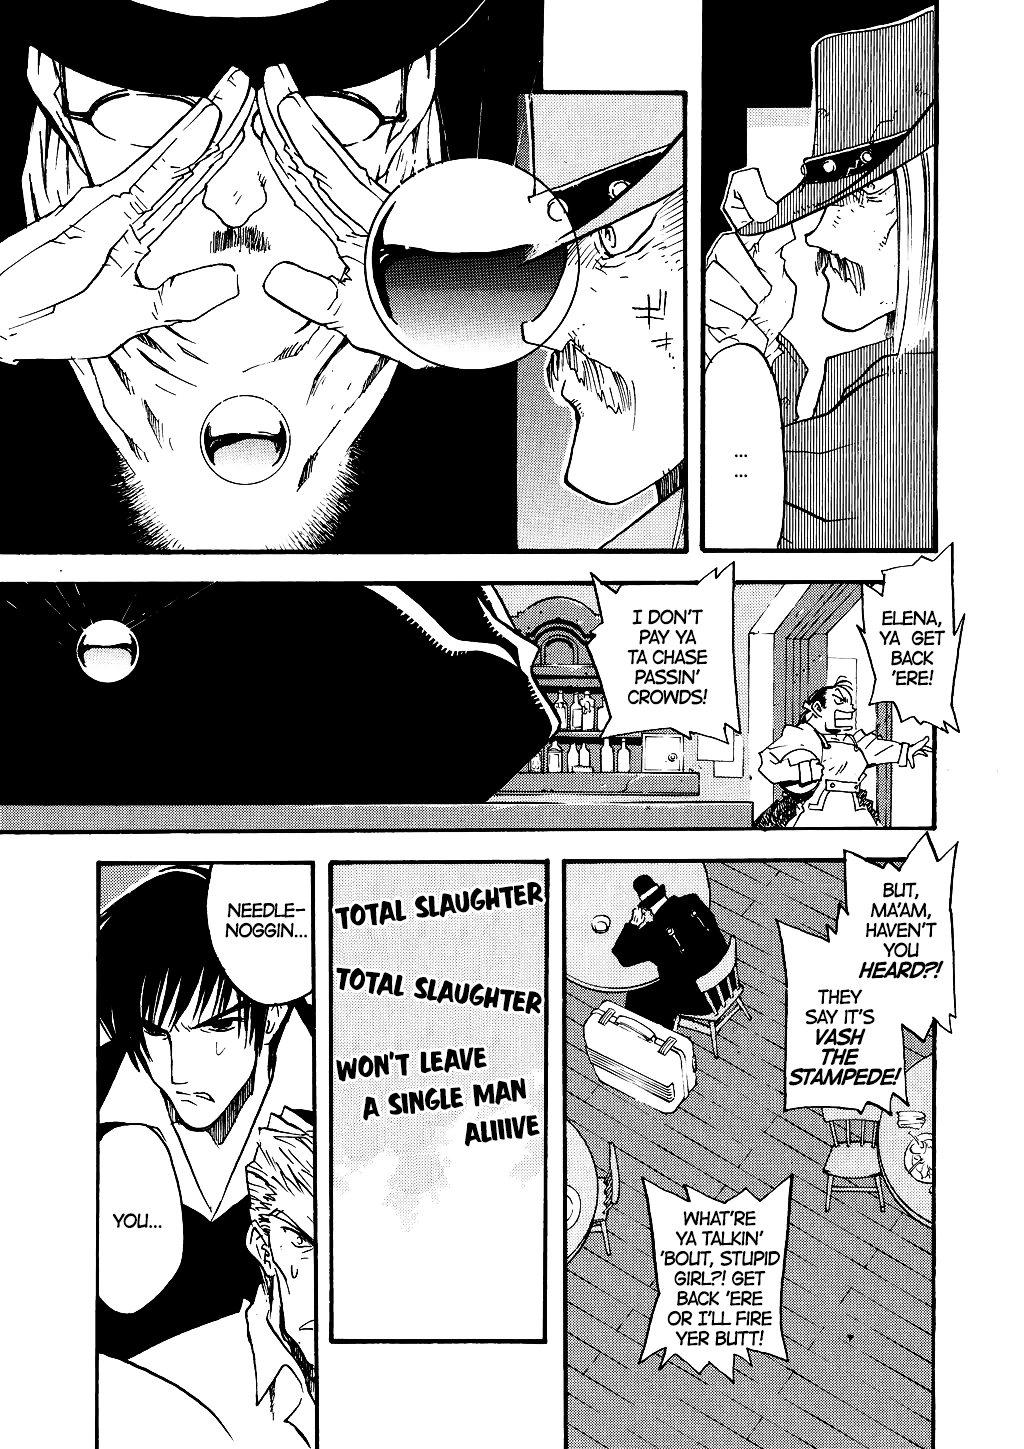 ...
...
ELENA,
YA GET
BACK
'ERE!
I DON'T
PAY YA
TA CHASE
PASSIN'
CROWDS!
BUT,
MA'AM,
HAVEN'T
YOU
HEARD?!
THEY
SAY IT'S
VASH
THE
STAMPEDE!
WHAT'RE
YA TALKIN'
'BOUT, STUPID
GIRL?! GET
BACK 'ERE
OR I'LL FIRE
YER BUTT!
TOTAL SLAUGHTER
TOTAL SLAUGHTER
WON'T LEAVE
A SINGLE MAN
ALIIIVE
NEEDLE-
NOGGIN...
YOU...